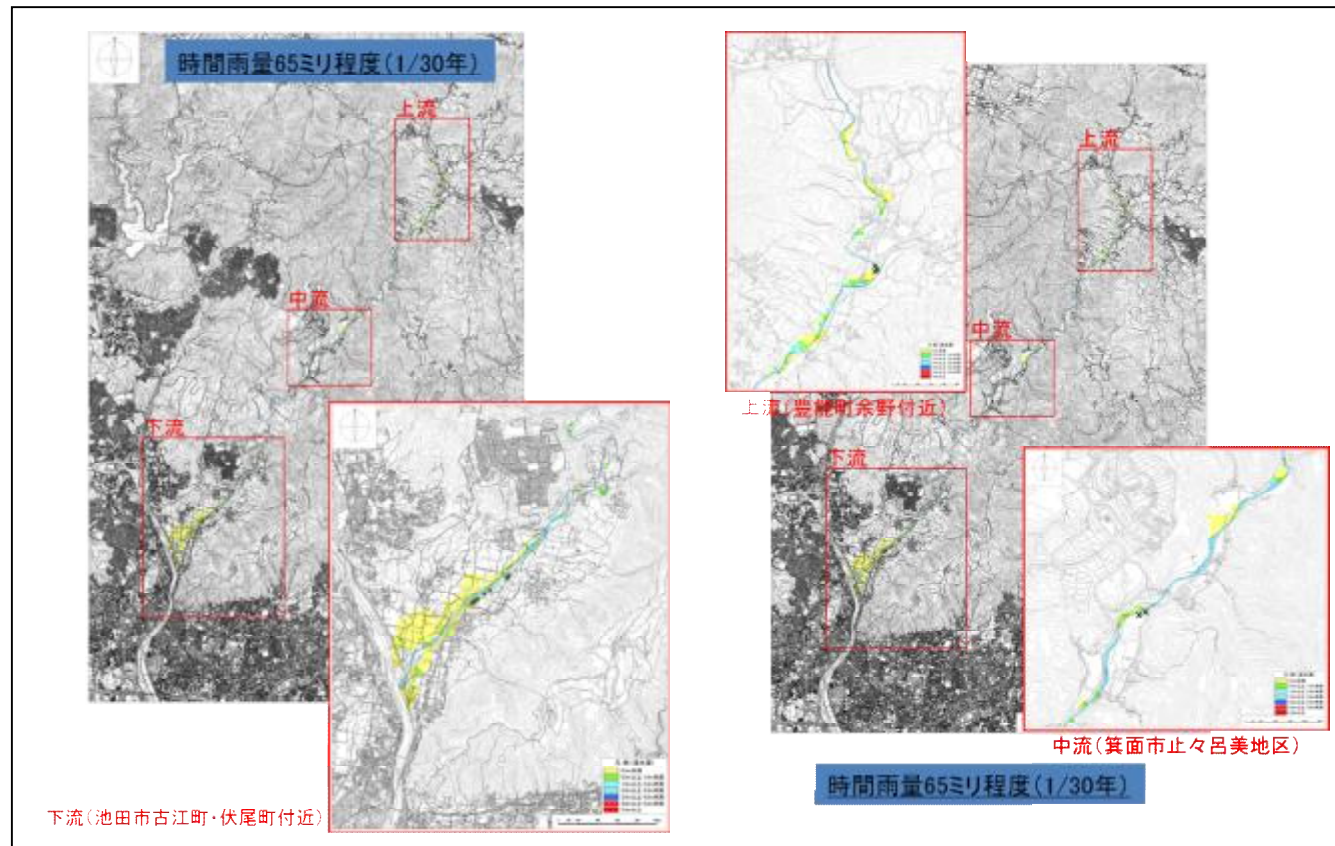 時間雨量65ミリ程度(1/30年)
上流
中流
下流
下流(池田市古江町・伏尾町付近)
上流
上流(豊能町余野付近)
中流
下流
中流(箕面市止々呂美地区)
時間雨量65ミリ程度(1/30年)